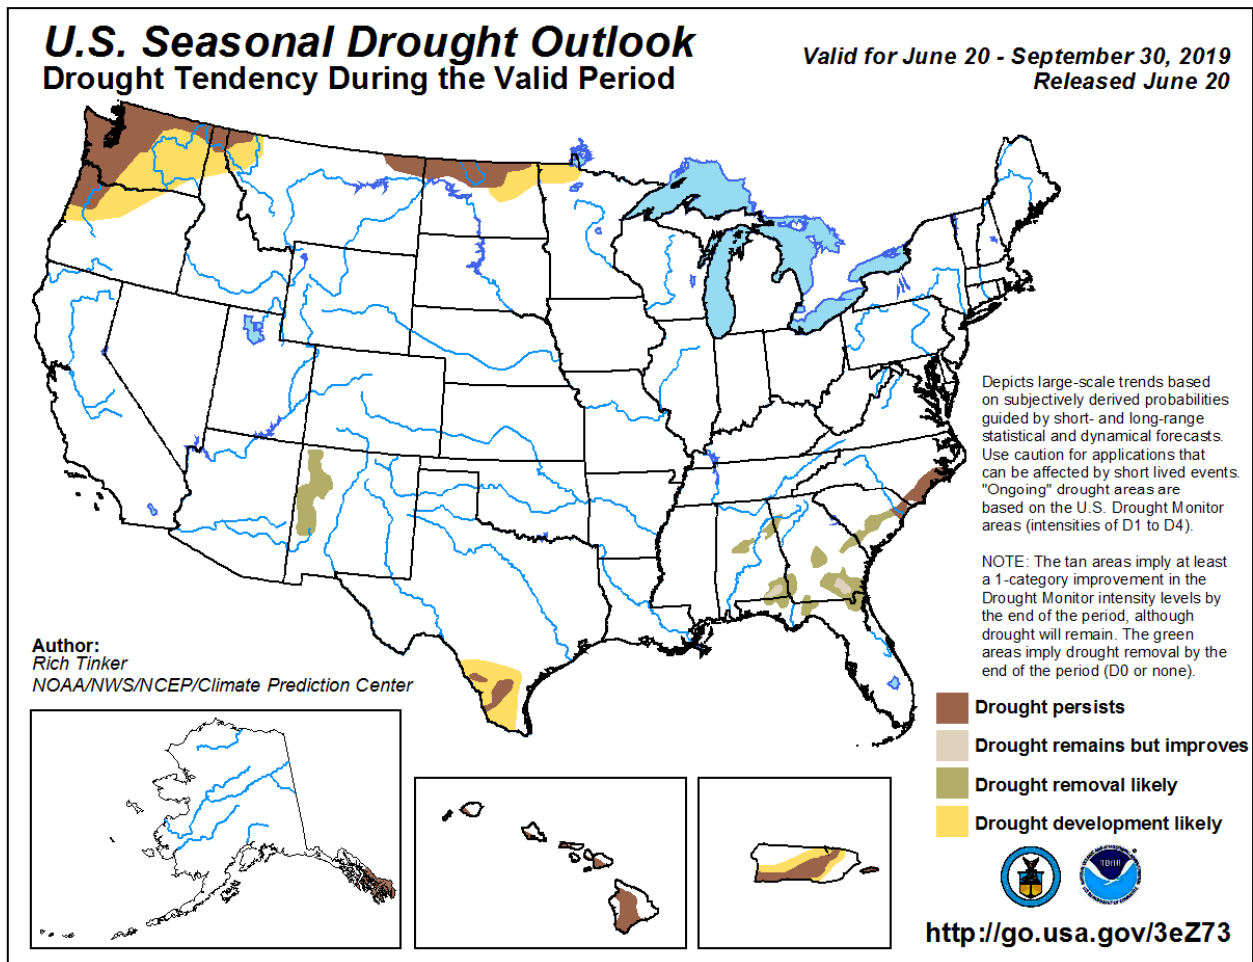 U.S. Seasonal Drought Outlook
Drought Tendency During the Valid Period
Valid for June 20 - September 30, 2019
Released June 20
Depicts large-scale trends based
on subjectively derived probabilities
guided by short- and long-range
statistical and dynamical forecasts.
Use caution for applications that
can be affected by short lived events.
"Ongoing" drought areas are
based on the U.S. Drought Monitor
areas (intensities of D1 to D4).
NOTE: The tan areas imply at least
a 1-category improvement in the
Drought Monitor intensity levels by
the end of the period, although
drought will remain. The green
areas imply drought removal by the
end of the period (D0 or none).
Author:
Rich Tinker
NOAA/NWS/NCEP/Climate Prediction Center
Drought persists
Drought remains but improves
Drought removal likely
Drought development likely
http://go.usa.gov/3eZ73